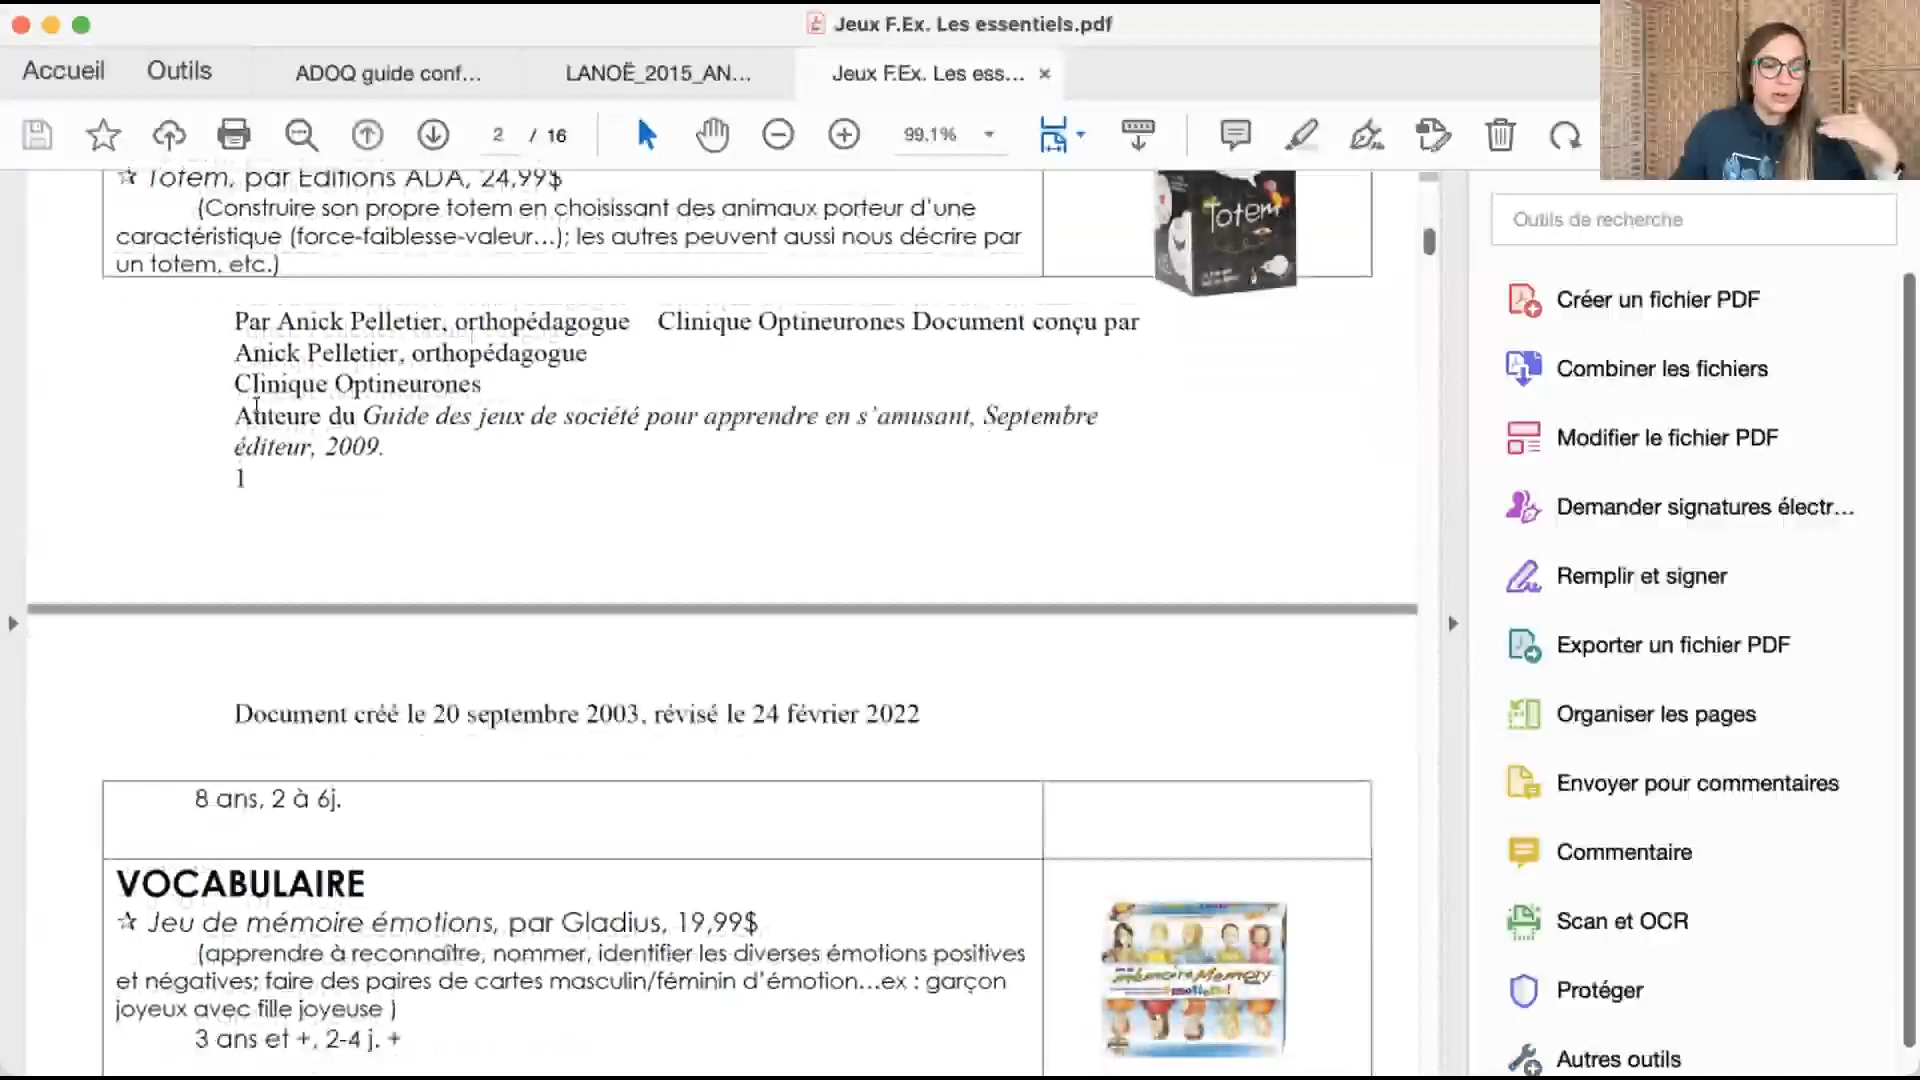 Jeux F.Ex. Les essentiels.pdf
Accueil
Outils
ADOQ guide conf...
LANOË_2015_AN...
Jeux F.Ex. Les ess...
2 / 16
99.1%
☆ Totem, par Éditions ADA, 24,99$
(Construire son propre totem en choisissant des animaux porteur d'une
caractéristique (force-faiblesse-valeur...); les autres peuvent aussi nous décrire par
un totem, etc.)
Totem
Par Anick Pelletier, orthopédagogue Clinique Optineurones Document conçu par
Anick Pelletier, orthopédagogue
Clinique Optineurones
Auteure du Guide des jeux de société pour apprendre en s'amusant, Septembre
éditeur, 2009.
1
Document créé le 20 septembre 2003, révisé le 24 février 2022
8 ans, 2 à 6j.
VOCABULAIRE
☆ Jeu de mémoire émotions, par Gladius, 19,99$
(apprendre à reconnaître, nommer, identifier les diverses émotions positives
et négatives; faire des paires de cartes masculin/féminin d'émotion...ex : garçon
joyeux avec fille joyeuse )
3 ans et +, 2-4 j. +
Mémoire Memory
Outils de recherche
Créer un fichier PDF
Combiner les fichiers
Modifier le fichier PDF
Demander signatures électr...
Remplir et signer
Exporter un fichier PDF
Organiser les pages
Envoyer pour commentaires
Commentaire
Scan et OCR
Protéger
Autres outils